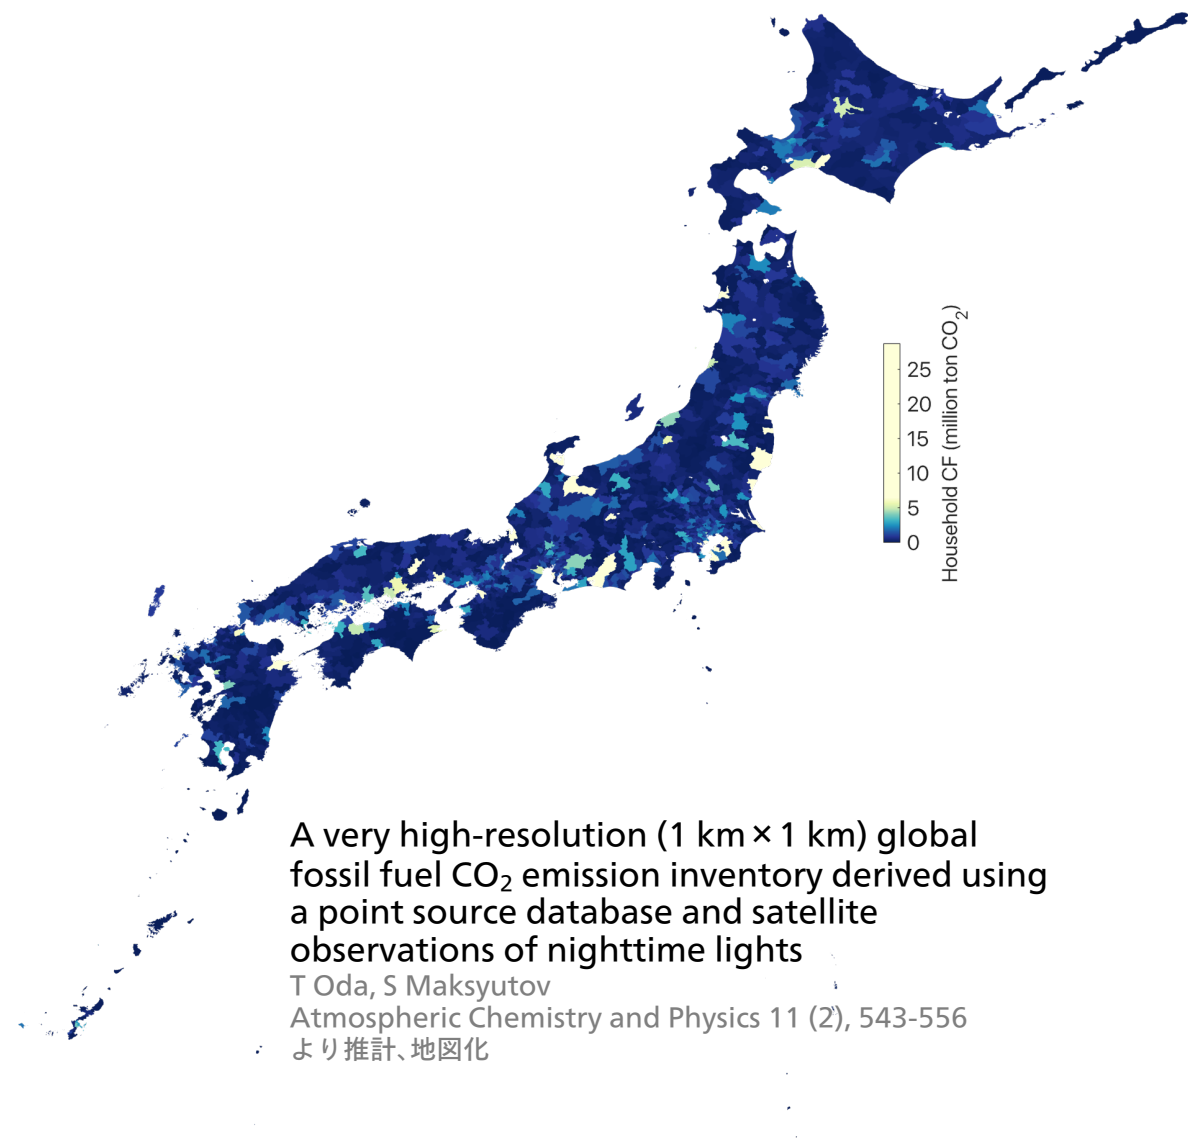 25
20
15
10
5
0
Household CF (million ton CO₂)
A very high-resolution (1 km × 1 km) global
fossil fuel CO₂ emission inventory derived using
a point source database and satellite
observations of nighttime lights
T Oda, S Maksyutov
Atmospheric Chemistry and Physics 11 (2), 543-556
より推計、地図化